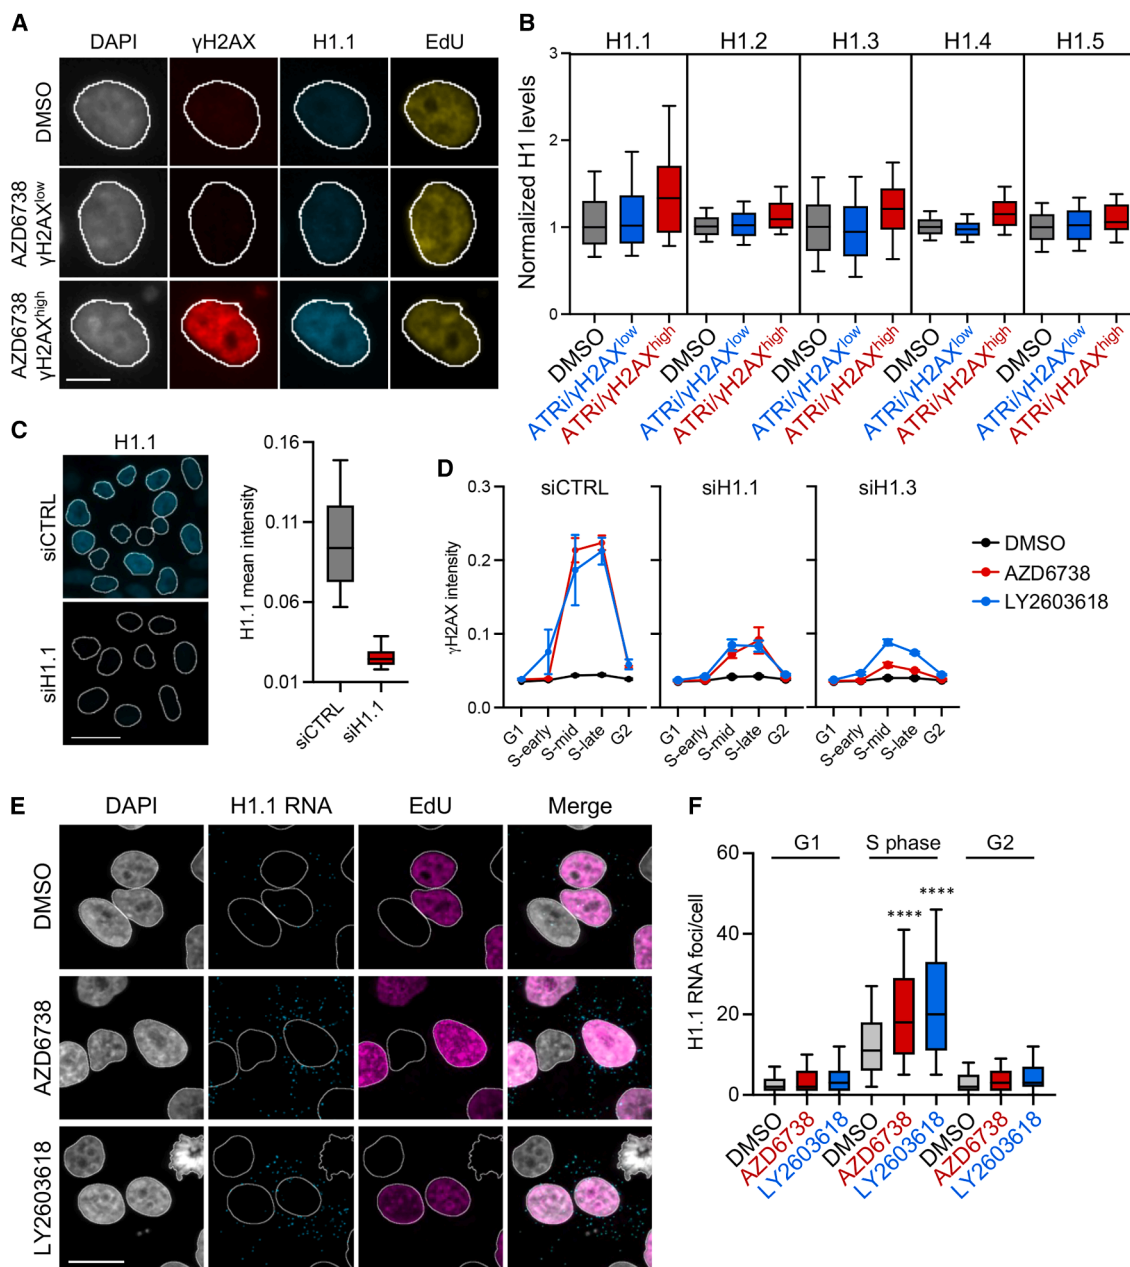 A
DAPI
γH2AX
H1.1
EdU
DMSO
AZD6738
γH2AXlow
AZD6738
γH2AXhigh
B
H1.1
H1.2
H1.3
H1.4
H1.5
Normalized H1 levels
3
2
1
0
DMSO
ATRi/γH2AXlow
ATRi/γH2AXhigh
DMSO
ATRi/γH2AXlow
ATRi/γH2AXhigh
DMSO
ATRi/γH2AXlow
ATRi/γH2AXhigh
DMSO
ATRi/γH2AXlow
ATRi/γH2AXhigh
DMSO
ATRi/γH2AXlow
ATRi/γH2AXhigh
C
H1.1
siCTRL
siH1.1
H1.1 mean intensity
0.16
0.11
0.06
0.01
siCTRL
siH1.1
D
siCTRL
siH1.1
siH1.3
γH2AX intensity
0.3
0.2
0.1
0.0
G1
S-early
S-mid
S-late
G2
G1
S-early
S-mid
S-late
G2
G1
S-early
S-mid
S-late
G2
DMSO
AZD6738
LY2603618
E
DAPI
H1.1 RNA
EdU
Merge
DMSO
AZD6738
LY2603618
F
G1
S phase
G2
H1.1 RNA foci/cell
60
40
20
0
****
****
DMSO
AZD6738
LY2603618
DMSO
AZD6738
LY2603618
DMSO
AZD6738
LY2603618